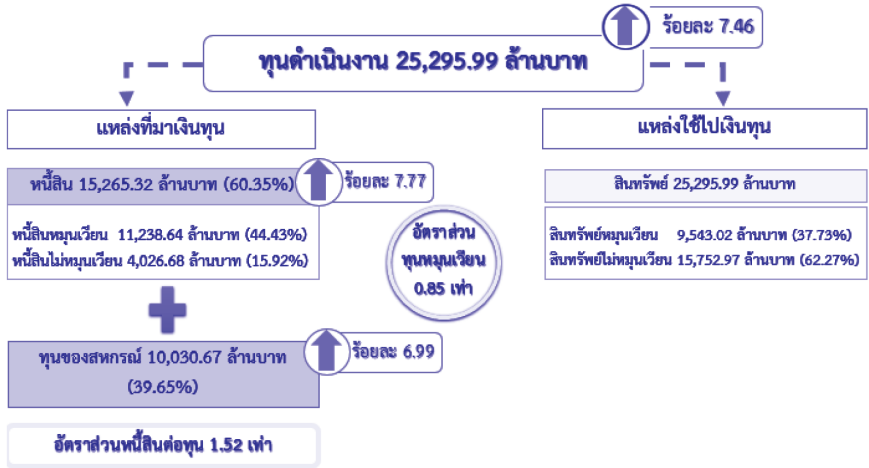 ร้อยละ 7.46
ทุนดำเนินงาน 25,295.99 ล้านบาท
แหล่งที่มาเงินทุน
หนี้สิน 15,265.32 ล้านบาท (60.35%)
ร้อยละ 7.77
หนี้สินหมุนเวียน 11,238.64 ล้านบาท (44.43%)
หนี้สินไม่หมุนเวียน 4,026.68 ล้านบาท (15.92%)
ทุนของสหกรณ์ 10,030.67 ล้านบาท
(39.65%)
ร้อยละ 6.99
อัตราส่วนหนี้สินต่อทุน 1.52 เท่า
อัตราส่วน
ทุนหมุนเวียน
0.85 เท่า
แหล่งใช้ไปเงินทุน
สินทรัพย์ 25,295.99 ล้านบาท
สินทรัพย์หมุนเวียน 9,543.02 ล้านบาท (37.73%)
สินทรัพย์ไม่หมุนเวียน 15,752.97 ล้านบาท (62.27%)